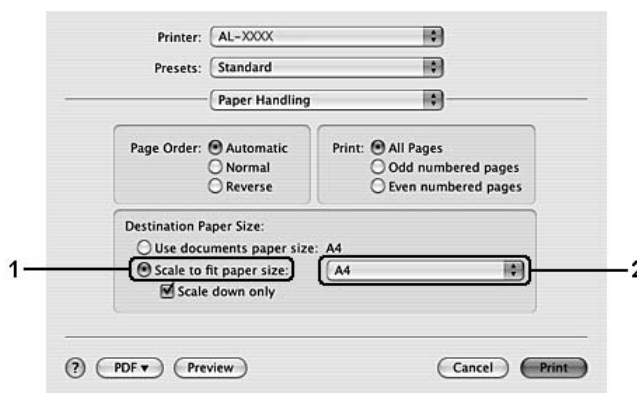 Printer: AL-XXXX
Presets: Standard
Paper Handling
Page Order: Automatic
Normal
Reverse
Print: All Pages
Odd numbered pages
Even numbered pages
Destination Paper Size:
Use documents paper size: A4
1 Scale to fit paper size: A4 2
Scale down only
? PDF▼ Preview Cancel Print